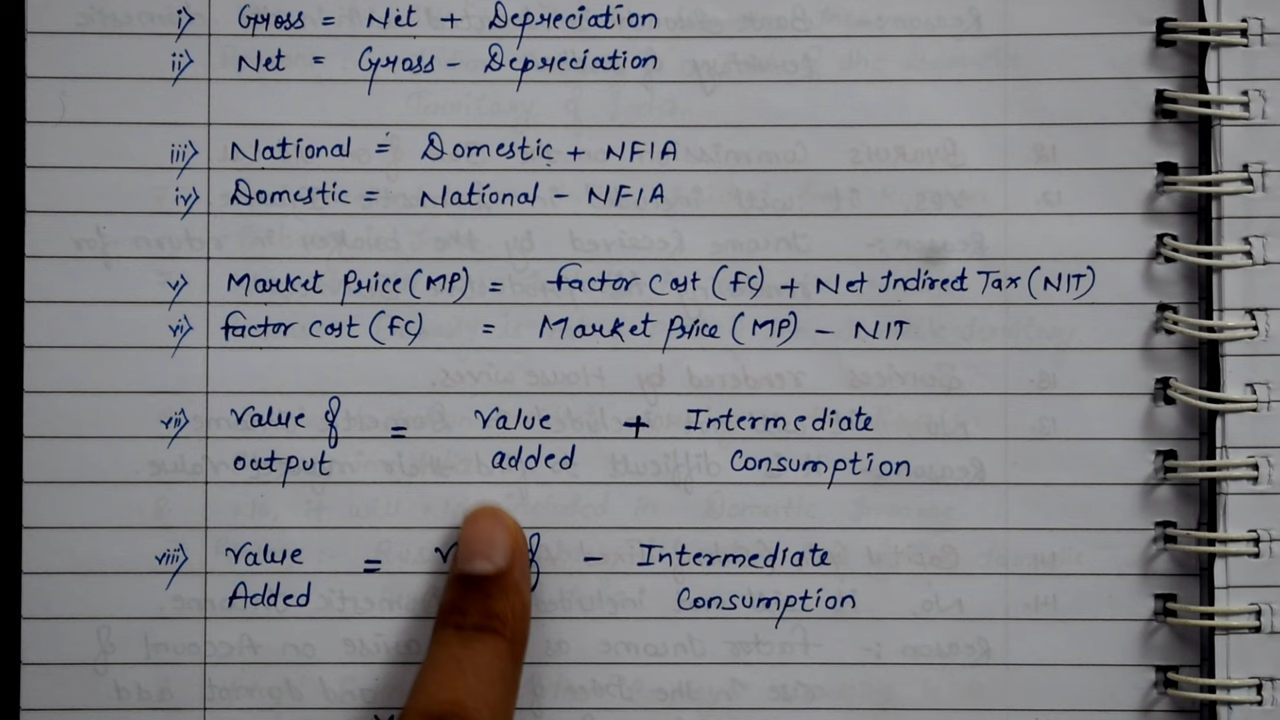 i) Gross = Net + Depreciation
ii) Net = Gross - Depreciation
iii) National = Domestic + NFIA
iv) Domestic = National - NFIA
v) Market Price (MP) = factor Cost (FC) + Net Indirect Tax (NIT)
vi) factor cost (FC) = Market Price (MP) - NIT
vii) Value of = Value + Intermediate
output added Consumption
viii) Value = of - Intermediate
Added Consumption